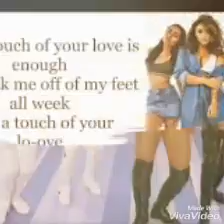 ouch of your love is
enough
k me off of my feet
all week
a touch of your
lo-ove
Made With
VivaVideo